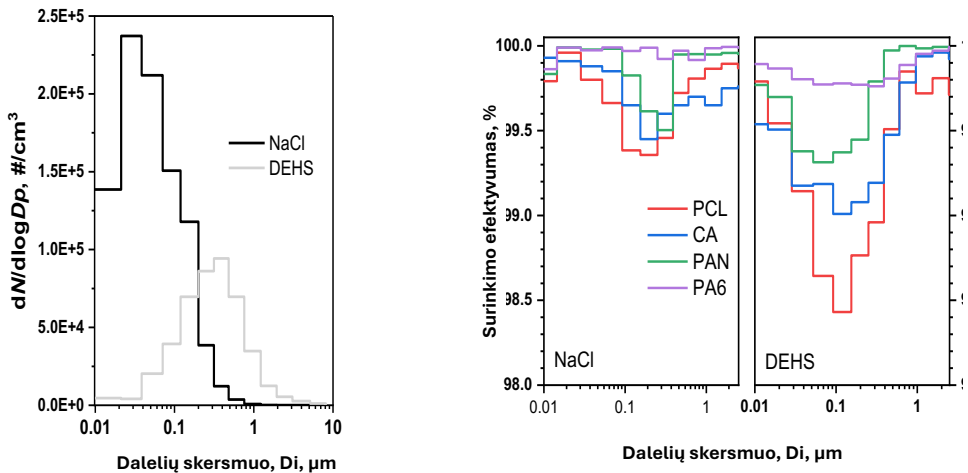 dN/dlogDp, #/cm³
2.5E+5
2.0E+5
1.5E+5
1.0E+5
5.0E+4
0.0E+0
NaCl
DEHS
0.01
0.1
1
10
Dalelių skersmuo, Di, µm
Surinkimo efektyvumas, %
100.0
99.5
99.0
98.5
98.0
PCL
CA
PAN
PA6
NaCl
0.01
0.1
1
DEHS
0.01
0.1
1
Dalelių skersmuo, Di, µm